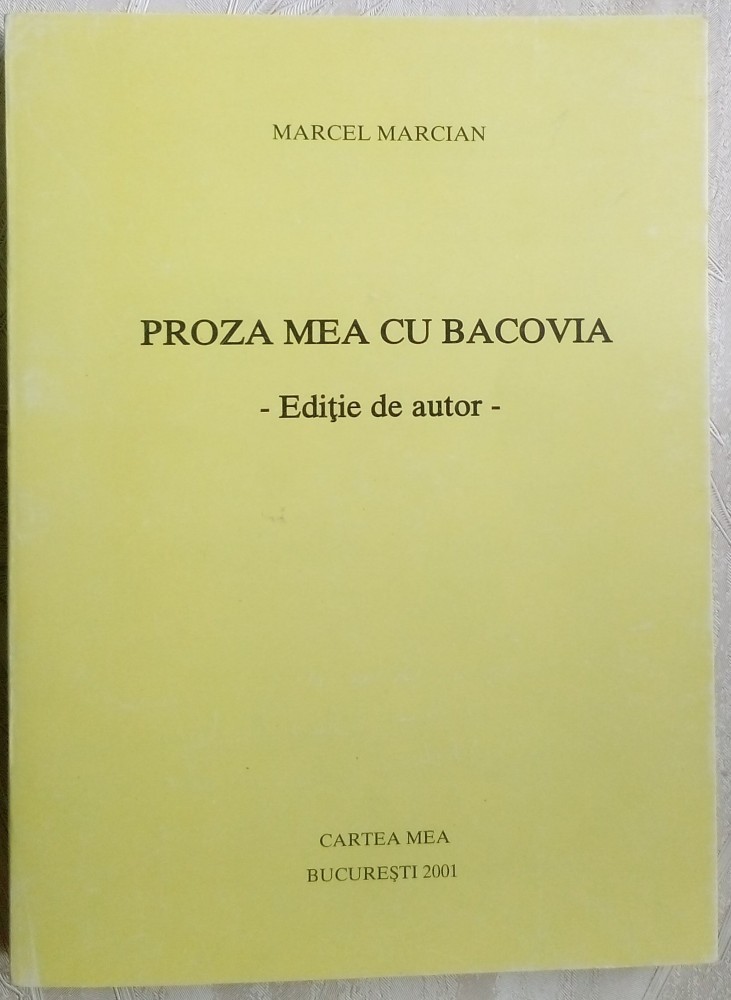 MARCEL MARCIAN
PROZA MEA CU BACOVIA
- Ediţie de autor -
CARTEA MEA
BUCUREŞTI 2001